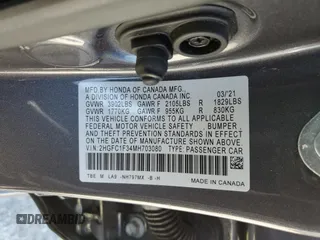 MFD. BY HONDA OF CANADA MFG.
A DIVISION OF HONDA CANADA INC. 03/21
GVWR 3902LBS GAWR F 2105LBS R 1829LBS
GVWR 1770KG GAWR F 955KG R 830KG
THIS VEHICLE CONFORMS TO ALL APPLICABLE
FEDERAL MOTOR VEHICLE SAFETY, BUMPER,
AND THEFT PREVENTION STANDARDS IN EFFECT
ON THE DATE OF MANUFACTURE SHOWN ABOVE.
VIN: 2HGFC1F34MH703080 TYPE: PASSENGER CAR
MADE IN CANADA
DREAMBID